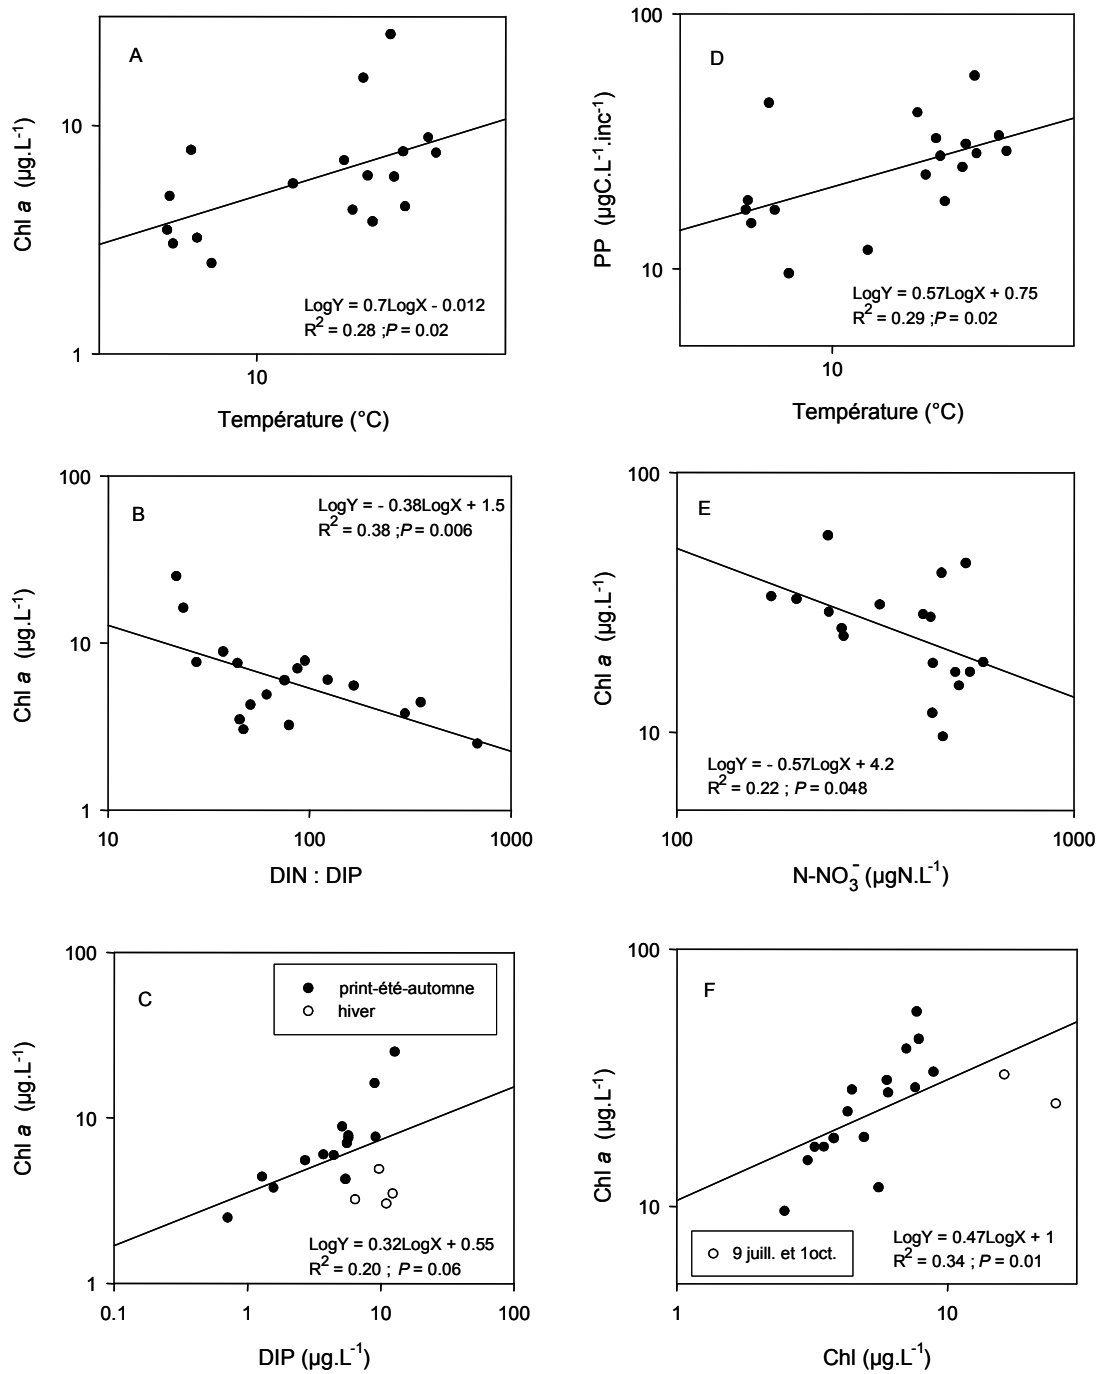 A
Chl a (µg.L-1)
10
1
10
LogY = 0.7LogX - 0.012
R2 = 0.28 ;P = 0.02
Température (°C)
D
PP (µgC.L-1.inc-1)
100
10
10
LogY = 0.57LogX + 0.75
R2 = 0.29 ;P = 0.02
Température (°C)
B
Chl a (µg.L-1)
100
10
1
10
100
1000
LogY = - 0.38LogX + 1.5
R2 = 0.38 ;P = 0.006
DIN : DIP
E
Chl a (µg.L-1)
100
10
100
1000
LogY = - 0.57LogX + 4.2
R2 = 0.22 ; P = 0.048
N-NO3- (µgN.L-1)
C
Chl a (µg.L-1)
100
10
1
0.1
1
10
100
print-été-automne
hiver
LogY = 0.32LogX + 0.55
R2 = 0.20 ; P = 0.06
DIP (µg.L-1)
F
Chl a (µg.L-1)
100
10
1
10
9 juill. et 1oct.
LogY = 0.47LogX + 1
R2 = 0.34 ; P = 0.01
Chl (µg.L-1)